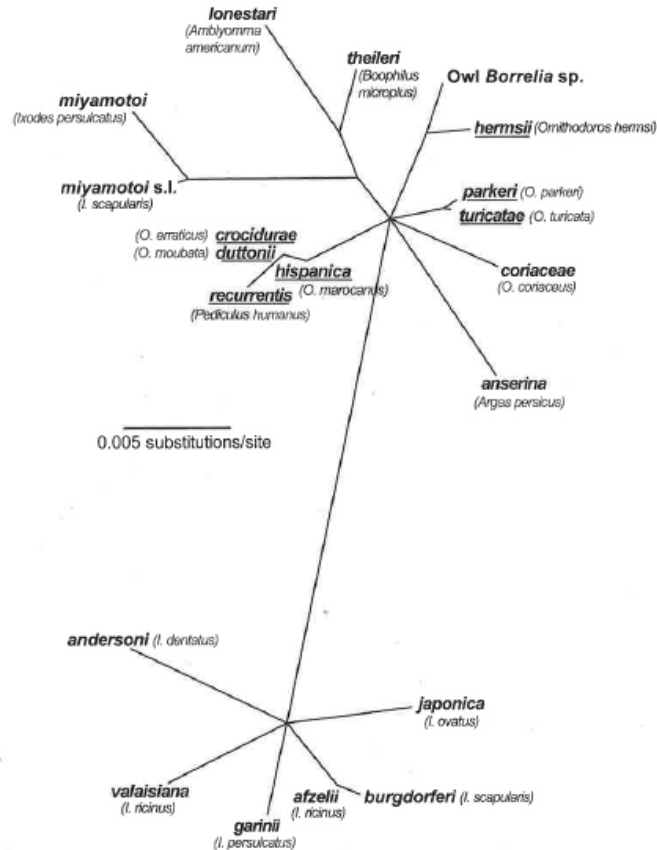 lonestari
(Amblyomma
americanum)
theileri
(Boophilus
microplus)
Owl Borrelia sp.
miyamotoi
(Ixodes persulcatus)
hermsii (Ornithodoros hermsi)
miyamotoi s.l.
(I. scapularis)
parkeri (O. parkeri)
turicatae (O. turicata)
(O. erraticus) crocidurae
(O. moubata) duttonii
hispanica
(O. marocanus)
recurrentis
(Pediculus humanus)
coriaceae
(O. coriaceus)
anserina
(Argas persicus)
0.005 substitutions/site
andersoni (I. dentatus)
japonica
(I. ovatus)
valaisiana
(I. ricinus)
afzelii
(I. ricinus)
burgdorferi (I. scapularis)
garinii
(I. persulcatus)